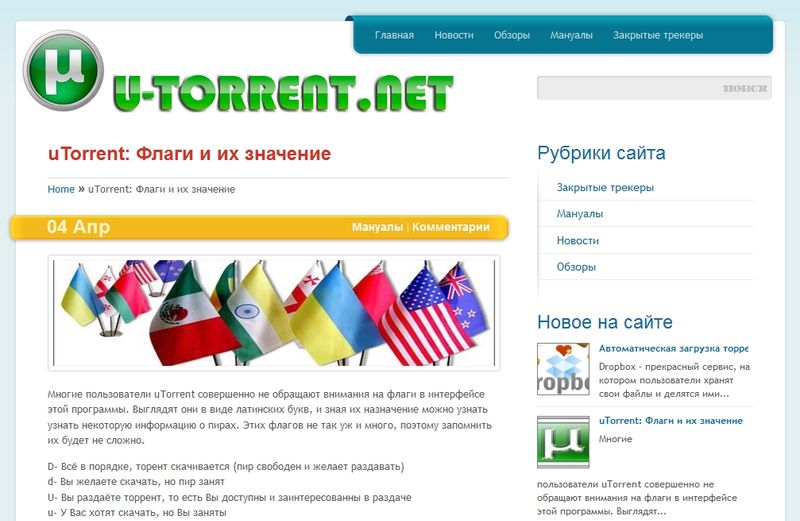 Главная Новости Обзоры Мануалы Закрытые трекеры
µ
U-TORRENT.NET
ПОИСК
uTorrent: Флаги и их значение
Home » uTorrent: Флаги и их значение
04 Апр
Мануалы | Комментарии
Многие пользователи uTorrent совершенно не обращают внимания на флаги в интерфейсе
этой программы. Выглядят они в виде латинских букв, и зная их назначение можно узнать
узнать некоторую информацию о пирах. Этих флагов не так уж и много, поэтому запомнить
их будет не сложно.
D- Всё в порядке, торент скачивается (пир свободен и желает раздавать)
d- Вы желаете скачать, но пир занят
U- Вы раздаёте торрент, то есть Вы доступны и заинтересованны в раздаче
u- У Вас хотят скачать, но Вы заняты
Рубрики сайта
Закрытые трекеры
Мануалы
Новости
Обзоры
Новое на сайте
Автоматическая загрузка торре
Dropbox - прекрасный сервис, на
котором пользователи хранят
свои файлы и делятся ими...
uTorrent: Флаги и их значение
Многие
пользователи uTorrent совершенно не
обращают внимания на флаги в интерфейсе
этой программы. Выглядят...